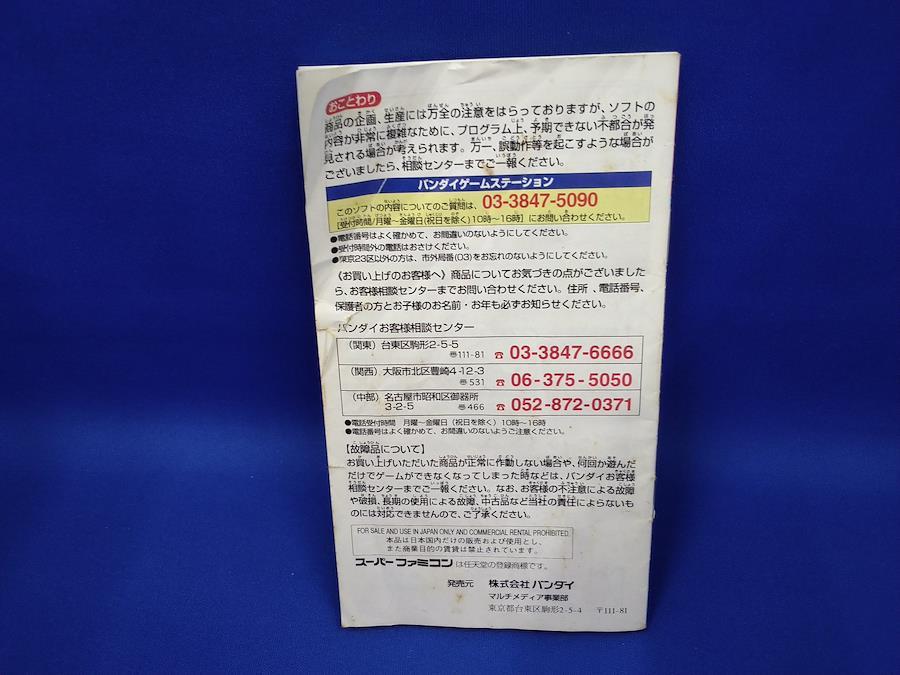 おことわり
商品の企画、生産には万全の注意をはらっておりますが、ソフトの
内容が非常に複雑なために、プログラム上、予期できない不都合が発
見される場合が考えられます。万一、誤動作等を起こすような場合が
ございましたら、相談センターまでご一報ください。
バンダイゲームステーション
このソフトの内容についてのご質問は、03-3847-5090
[受付時間/月曜～金曜日(祝日を除く)10時～16時]にお問い合わせください。
●電話番号はよく確かめて、お間違いのないようにしてください。
●受付時間外の電話はおさけください。
●東京23区以外の方は、市外局番(03)をお忘れのないようにしてください。
《お買い上げのお客様へ》商品についてお気づきの点がございました
ら、お客様相談センターまでお問い合わせください。住所、電話番号、
保護者の方とお子様のお名前・お年も必ずお知らせください。
バンダイお客様相談センター
(関東) 台東区駒形2-5-5
〠111-81 ☎ 03-3847-6666
(関西) 大阪市北区豊崎4-12-3
〠531 ☎ 06-375-5050
(中部) 名古屋市昭和区御器所
3-2-5 〠466 ☎ 052-872-0371
●電話受付時間 月曜～金曜日(祝日を除く)10時～16時
●電話番号はよく確かめて、お間違いのないようご注意ください。
【故障品について】
お買い上げいただいた商品が正常に作動しない場合や、何回か遊んだ
だけでゲームができなくなってしまった時などは、バンダイお客様
相談センターまでご一報ください。なお、お客様の不注意による故障
や破損、長期の使用による故障、中古品など当社の責任によらないも
のには対応できませんので、ご了承ください。
FOR SALE AND USE IN JAPAN ONLY AND COMMERCIAL RENTAL PROHIBITED.
本品は日本国内だけの販売および使用とし、
また商業目的の賃貸は禁止されています。
スーパーファミコンは任天堂の登録商標です。
発売元 株式会社バンダイ
マルチメディア事業部
東京都台東区駒形2-5-4 〒111-81